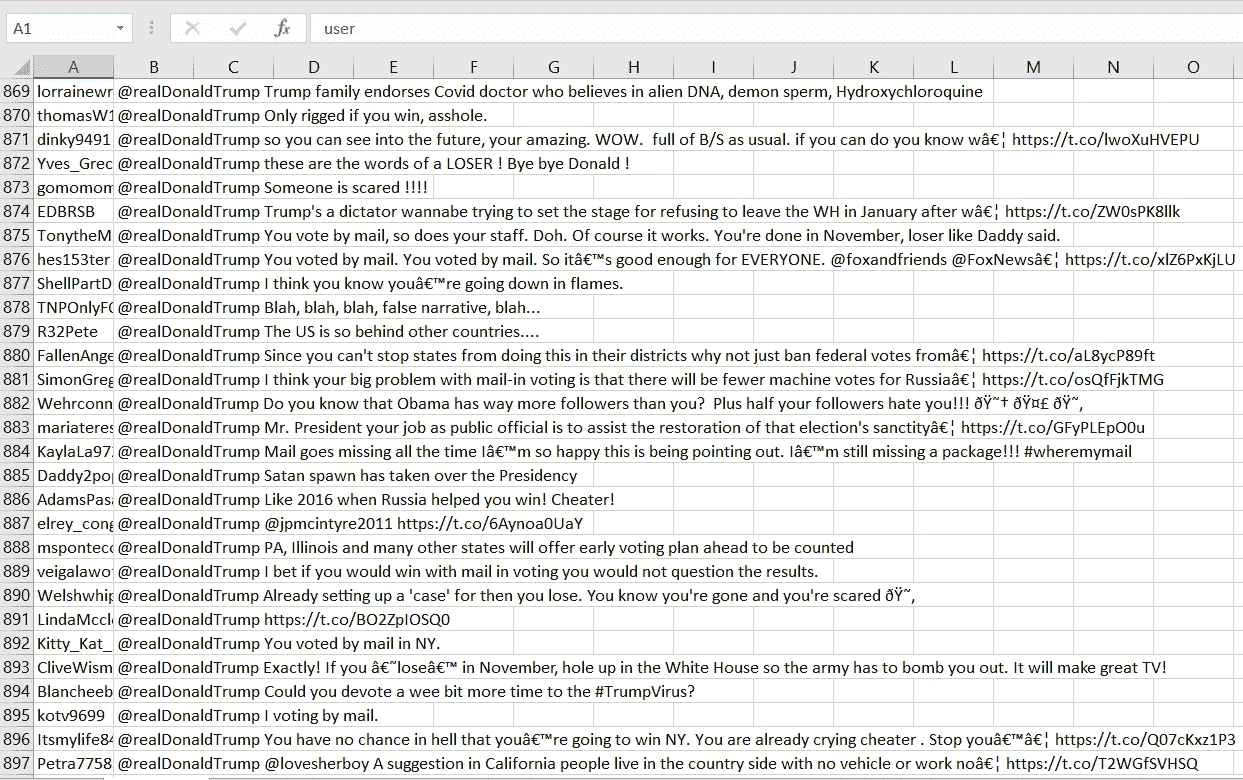 A1 fx user
A B C D E F G H I J K L M N O
869 lorrainewr @realDonaldTrump Trump family endorses Covid doctor who believes in alien DNA, demon sperm, Hydroxychloroquine
870 thomasW1 @realDonaldTrump Only rigged if you win, asshole.
871 dinky9491 @realDonaldTrump so you can see into the future, your amazing. WOW.  full of B/S as usual. if you can do you know wâ€¦ https://t.co/lwoXuHVEPU
872 Yves_Grec @realDonaldTrump these are the words of a LOSER ! Bye bye Donald !
873 gomomom @realDonaldTrump Someone is scared !!!!
874 EDBRSB @realDonaldTrump Trump's a dictator wannabe trying to set the stage for refusing to leave the WH in January after wâ€¦ https://t.co/ZW0sPK8llk
875 TonytheM @realDonaldTrump You vote by mail, so does your staff. Doh. Of course it works. You're done in November, loser like Daddy said.
876 hes153ter @realDonaldTrump You voted by mail. You voted by mail. So itâ€™s good enough for EVERYONE. @foxandfriends @FoxNewsâ€¦ https://t.co/xlZ6PxKjLU
877 ShellPartD @realDonaldTrump I think you know youâ€™re going down in flames.
878 TNPOnlyFO @realDonaldTrump Blah, blah, blah, false narrative, blah...
879 R32Pete @realDonaldTrump The US is so behind other countries....
880 FallenAnge @realDonaldTrump Since you can't stop states from doing this in their districts why not just ban federal votes fromâ€¦ https://t.co/aL8ycP89ft
881 SimonGreg @realDonaldTrump I think your big problem with mail-in voting is that there will be fewer machine votes for Russiaâ€¦ https://t.co/osQfFjkTMG
882 Wehrconn @realDonaldTrump Do you know that Obama has way more followers than you?  Plus half your followers hate you!!! ðŸ˜† ðŸ¤£ ðŸ˜‚
883 mariateres @realDonaldTrump Mr. President your job as public official is to assist the restoration of that election's sanctityâ€¦ https://t.co/GFyPLEpO0u
884 KaylaLa97 @realDonaldTrump Mail goes missing all the time Iâ€™m so happy this is being pointing out. Iâ€™m still missing a package!!! #wheremymail
885 Daddy2po @realDonaldTrump Satan spawn has taken over the Presidency
886 AdamsPas @realDonaldTrump Like 2016 when Russia helped you win! Cheater!
887 elrey_cong @realDonaldTrump @jpmcintyre2011 https://t.co/6Aynoa0UaY
888 msponteco @realDonaldTrump PA, Illinois and many other states will offer early voting plan ahead to be counted
889 veigalawo @realDonaldTrump I bet if you would win with mail in voting you would not question the results.
890 Welshwhip @realDonaldTrump Already setting up a 'case' for then you lose. You know you're gone and you're scared ðŸ˜‚
891 LindaMccl @realDonaldTrump https://t.co/BO2ZpIOSQ0
892 Kitty_Kat_ @realDonaldTrump You voted by mail in NY.
893 CliveWism @realDonaldTrump Exactly! If you â€˜loseâ€™ in November, hole up in the White House so the army has to bomb you out. It will make great TV!
894 Blancheeb @realDonaldTrump Could you devote a wee bit more time to the #TrumpVirus?
895 kotv9699 @realDonaldTrump I voting by mail.
896 Itsmylife84 @realDonaldTrump You have no chance in hell that youâ€™re going to win NY. You are already crying cheater . Stop youâ€™â€¦ https://t.co/Q07cKxz1P3
897 Petra7758 @realDonaldTrump @lovesherboy A suggestion in California people live in the country side with no vehicle or work noâ€¦ https://t.co/T2WGfSVHSQ